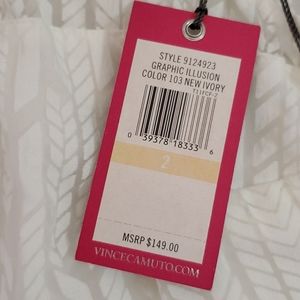 STYLE 9124923
GRAPHIC ILLUSION
COLOR 103 NEW IVORY
0 39378 18333 6
2
MSRP $149.00
VINCECAMUTO.COM